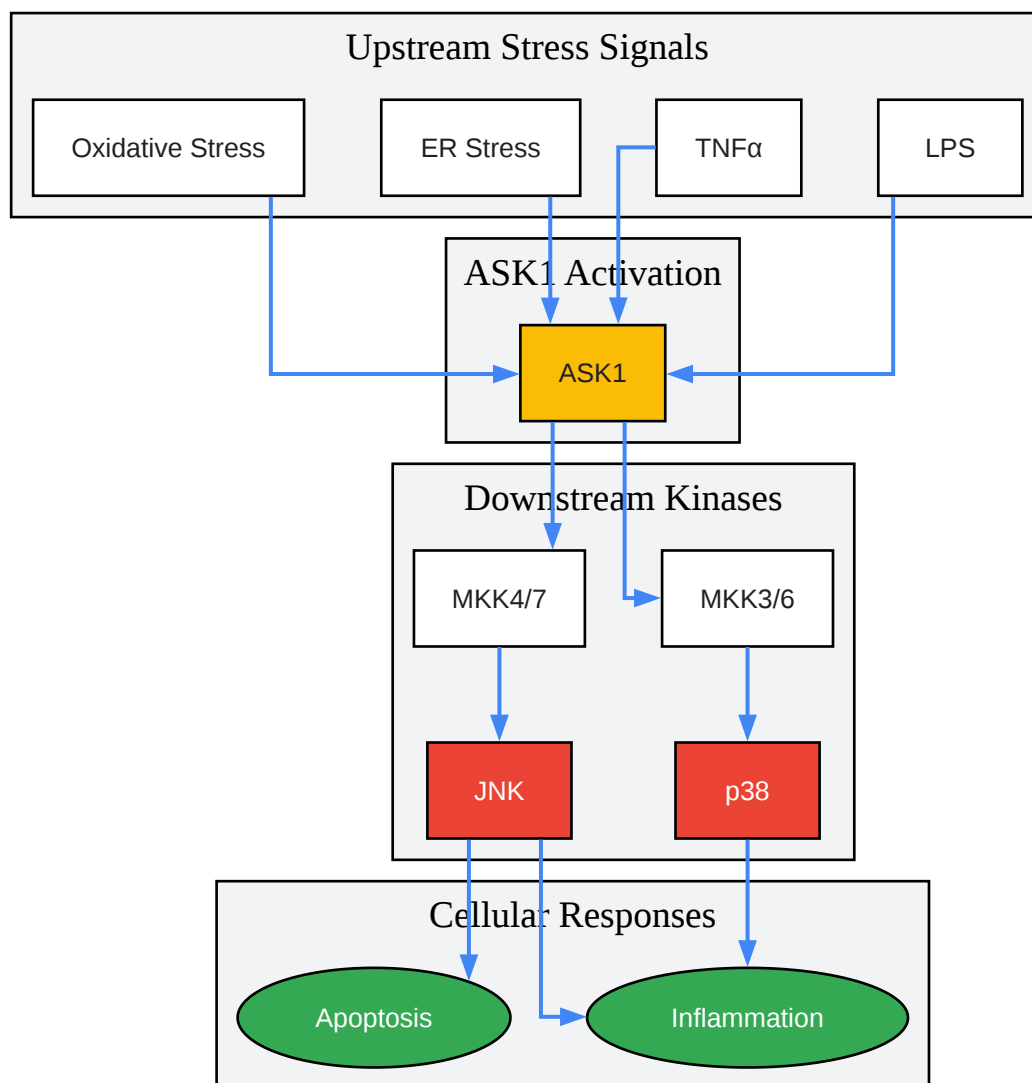 Upstream Stress Signals
Oxidative Stress
ER Stress
TNFα
LPS
ASK1 Activation
ASK1
Downstream Kinases
MKK4/7
MKK3/6
JNK
p38
Cellular Responses
Apoptosis
Inflammation